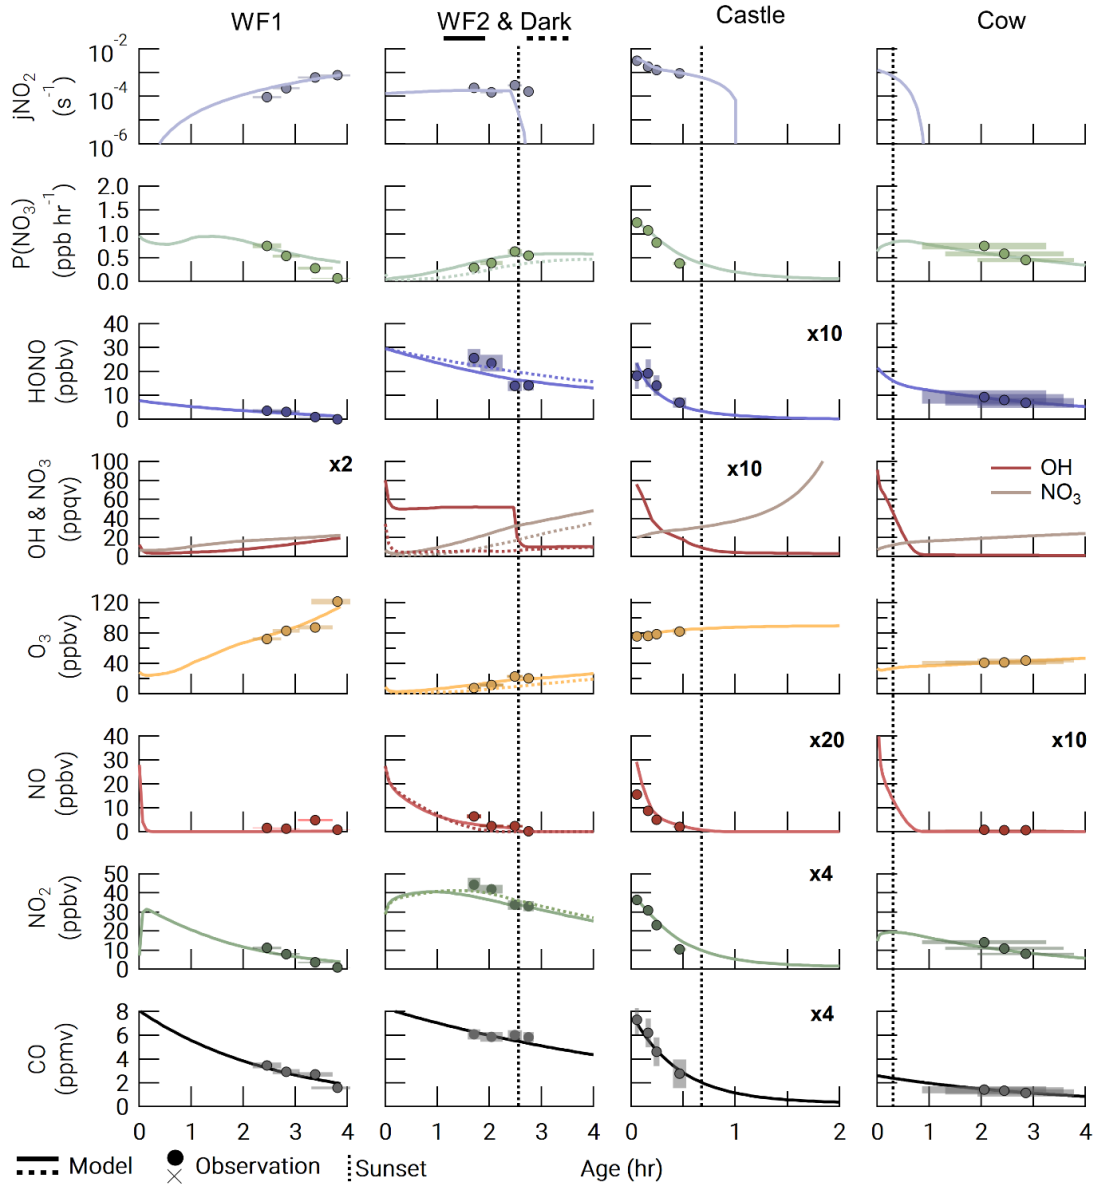 WF1
WF2 & Dark
Castle
Cow
jNO2
(s-1)
10-2
10-4
10-6
P(NO3)
(ppb hr-1)
2.0
1.5
1.0
0.5
0.0
HONO
(ppbv)
40
30
20
10
0
x10
OH & NO3
(ppqv)
100
80
60
40
20
0
x2
x10
OH
NO3
O3
(ppbv)
120
80
40
0
NO
(ppbv)
40
30
20
10
0
x20
x10
NO2
(ppbv)
50
40
30
20
10
0
x4
CO
(ppmv)
8
6
4
2
0
x4
0 1 2 3 4
0 1 2 3 4
0 1 2
0 1 2 3 4
Model
Observation
Sunset
Age (hr)